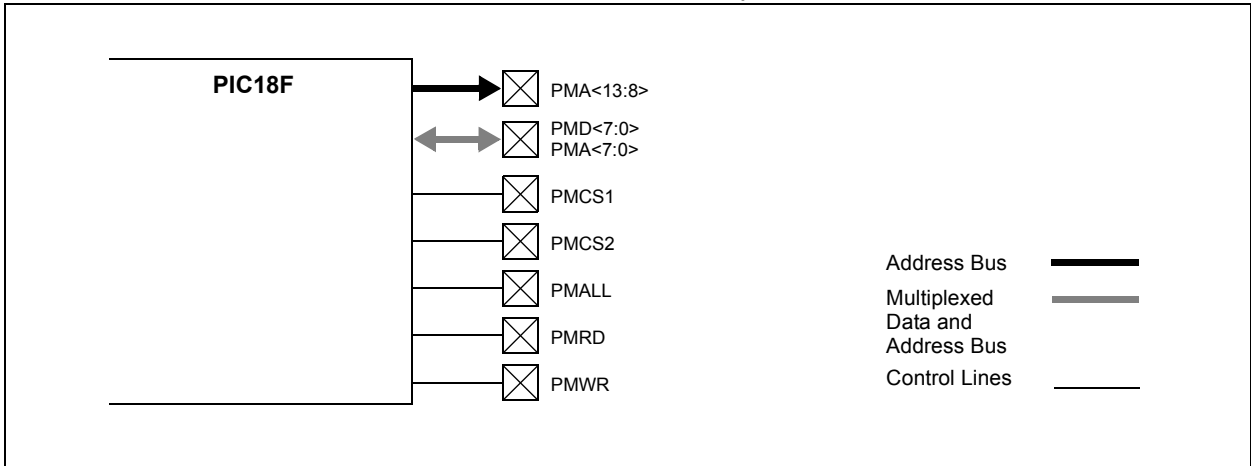 PIC18F
PMA<13:8>
PMD<7:0>
PMA<7:0>
PMCS1
PMCS2
PMALL
PMRD
PMWR
Address Bus
Multiplexed
Data and
Address Bus
Control Lines